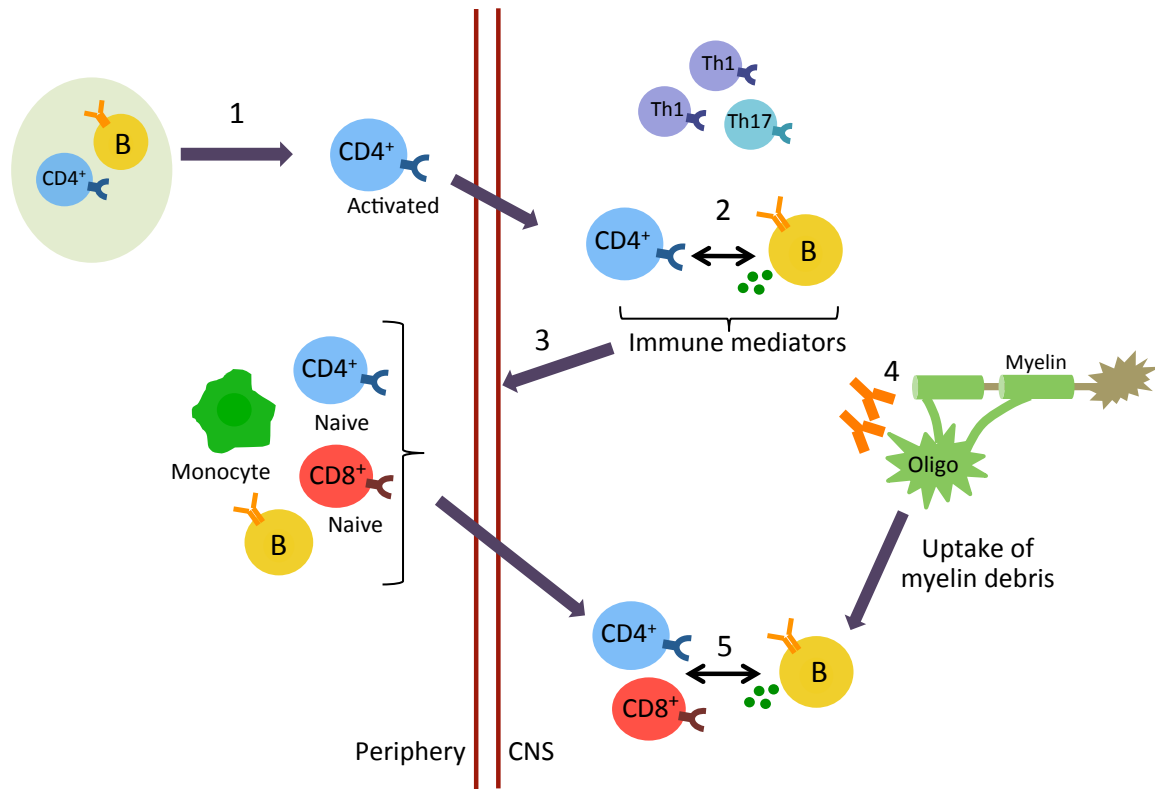 1
B
CD4⁺
CD4⁺
Activated
Th1
Th1
Th17
2
CD4⁺
B
Immune mediators
3
CD4⁺
Naive
Monocyte
CD8⁺
Naive
B
4
Myelin
Oligo
Uptake of
myelin debris
CD4⁺
5
B
CD8⁺
Periphery
CNS